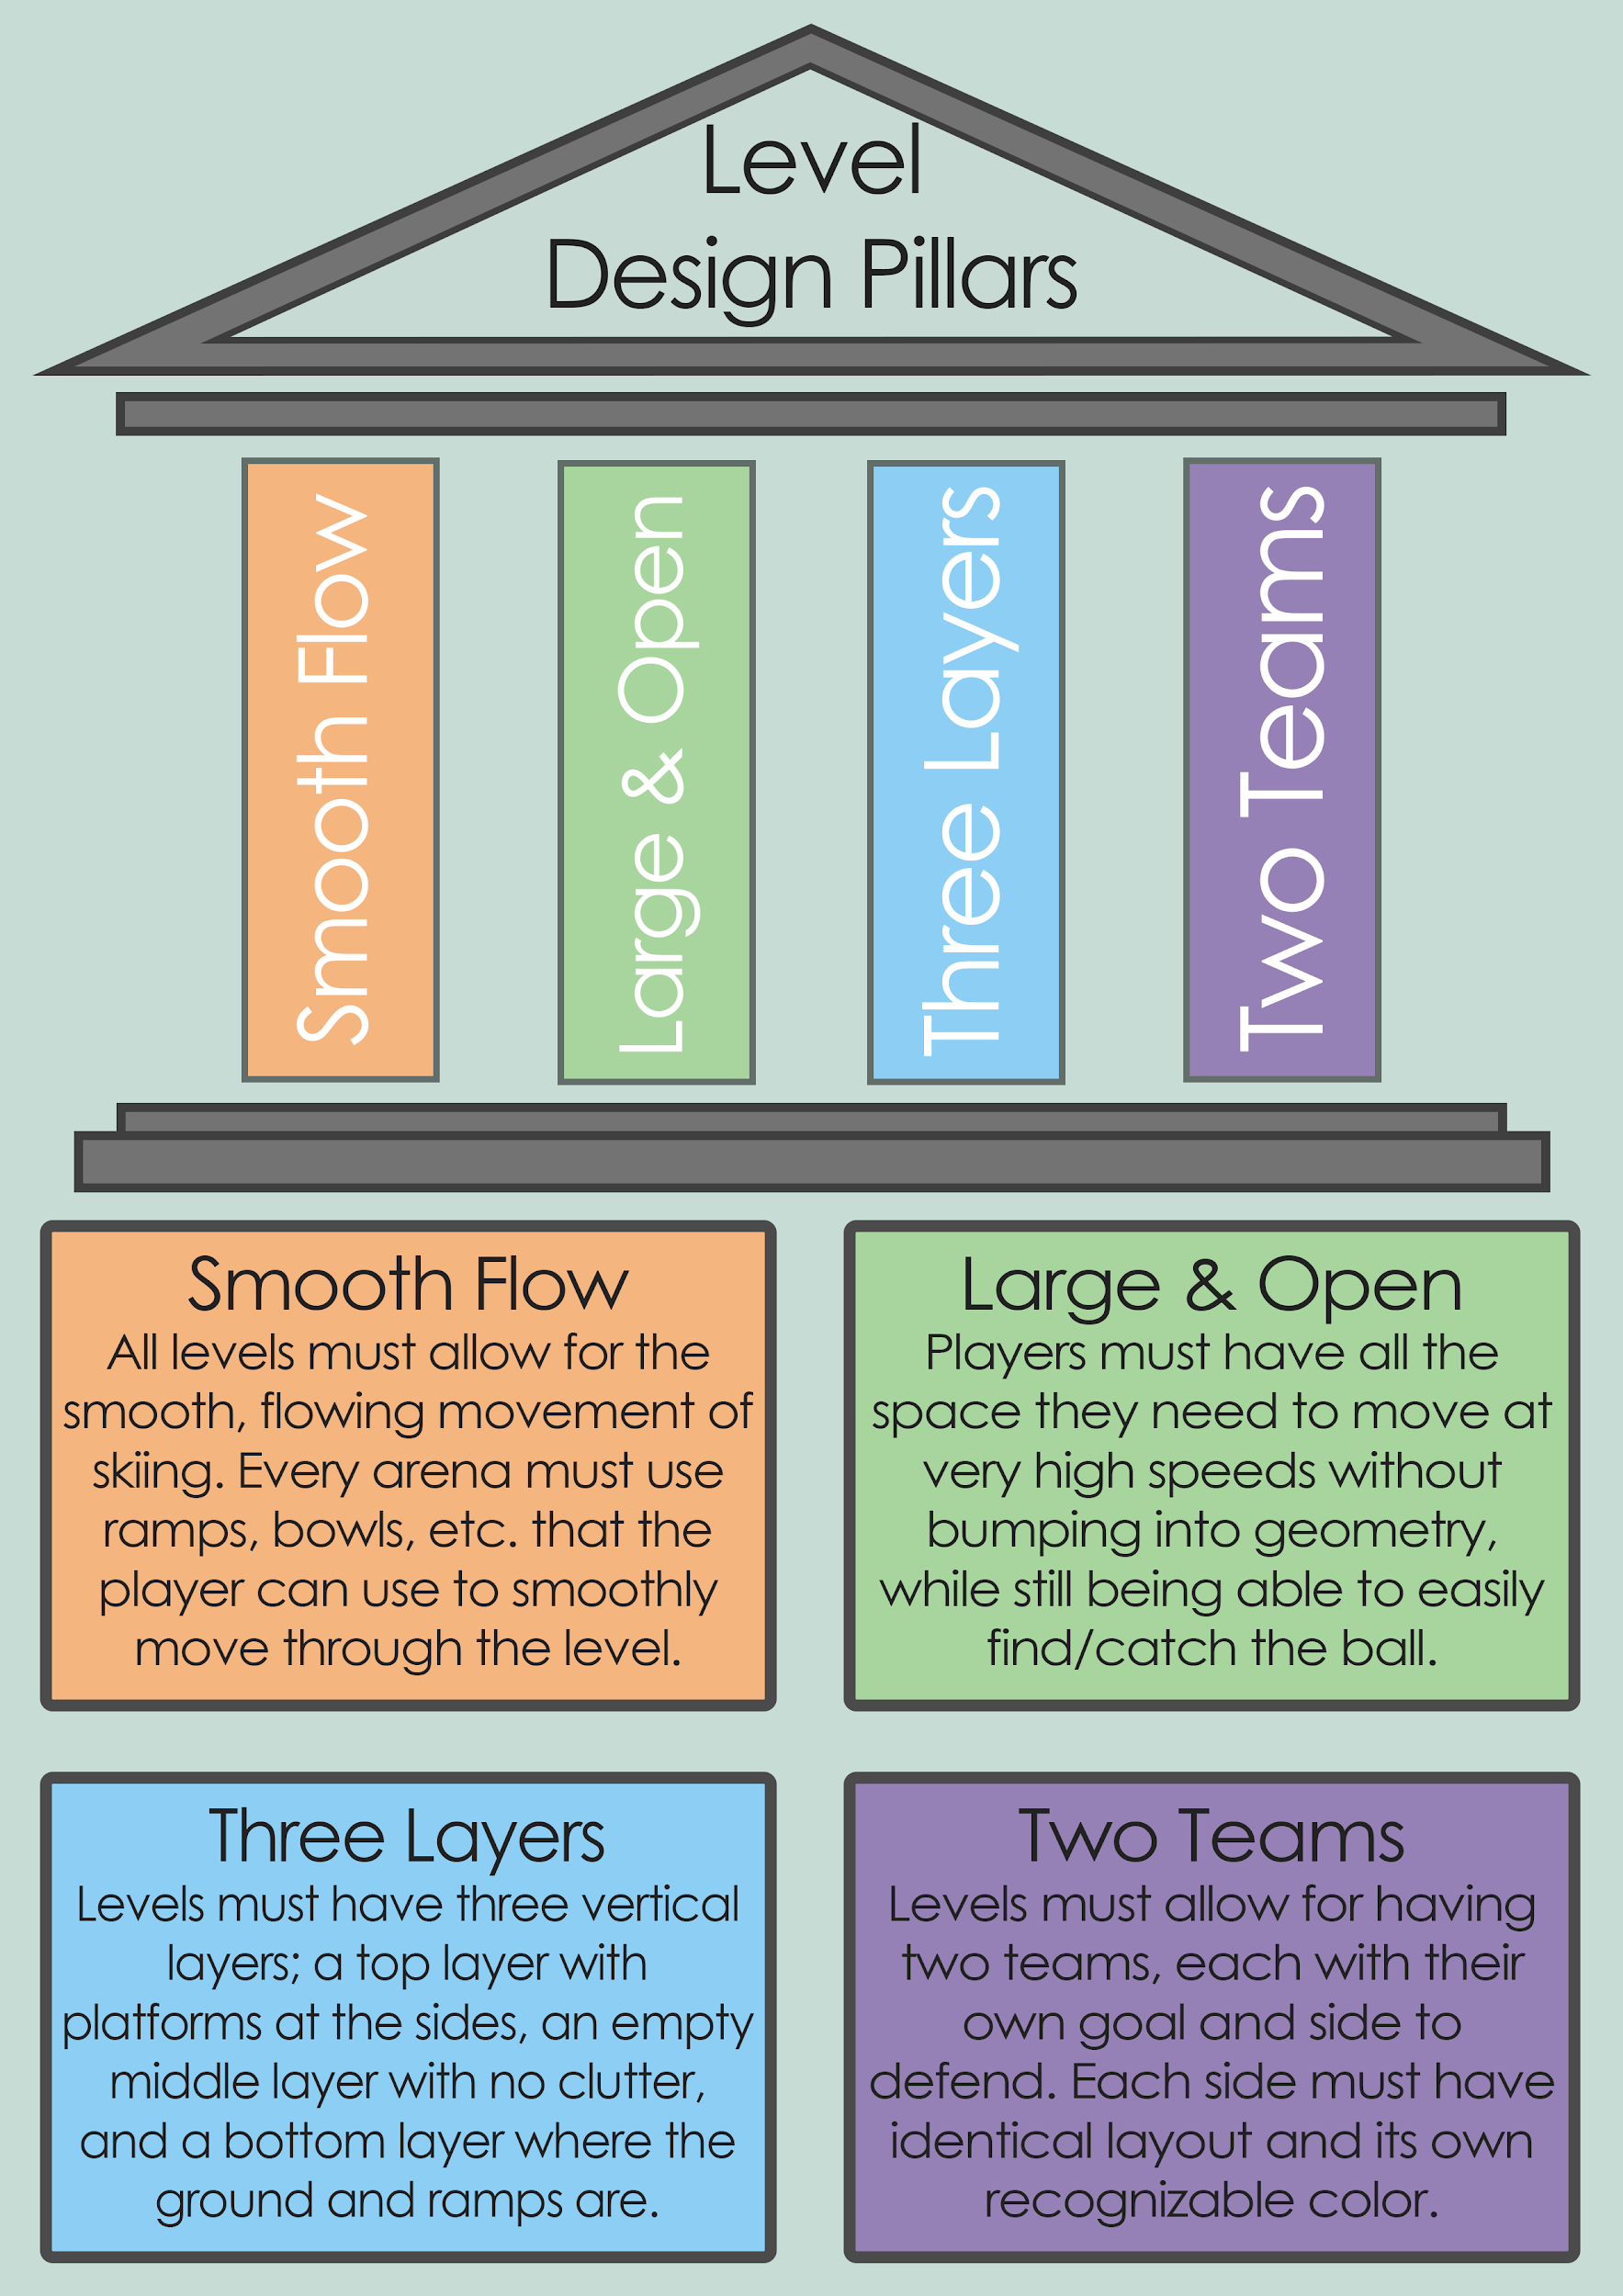 Level
Design Pillars
Smooth Flow
Large & Open
Three Layers
Two Teams
Smooth Flow
All levels must allow for the
smooth, flowing movement of
skiing. Every arena must use
ramps, bowls, etc. that the
player can use to smoothly
move through the level.
Large & Open
Players must have all the
space they need to move at
very high speeds without
bumping into geometry,
while still being able to easily
find/catch the ball.
Three Layers
Levels must have three vertical
layers; a top layer with
platforms at the sides, an empty
middle layer with no clutter,
and a bottom layer where the
ground and ramps are.
Two Teams
Levels must allow for having
two teams, each with their
own goal and side to
defend. Each side must have
identical layout and its own
recognizable color.